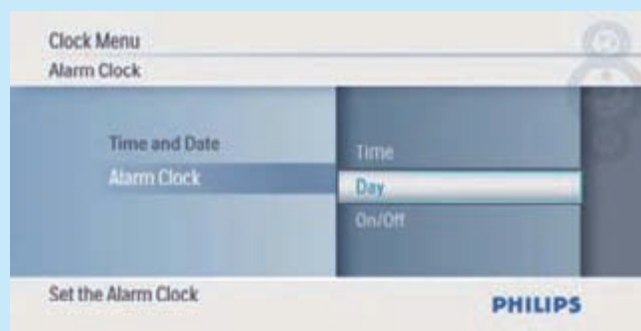 Clock Menu
Alarm Clock
Time and Date
Alarm Clock
Time
Day
On/Off
Set the Alarm Clock
PHILIPS